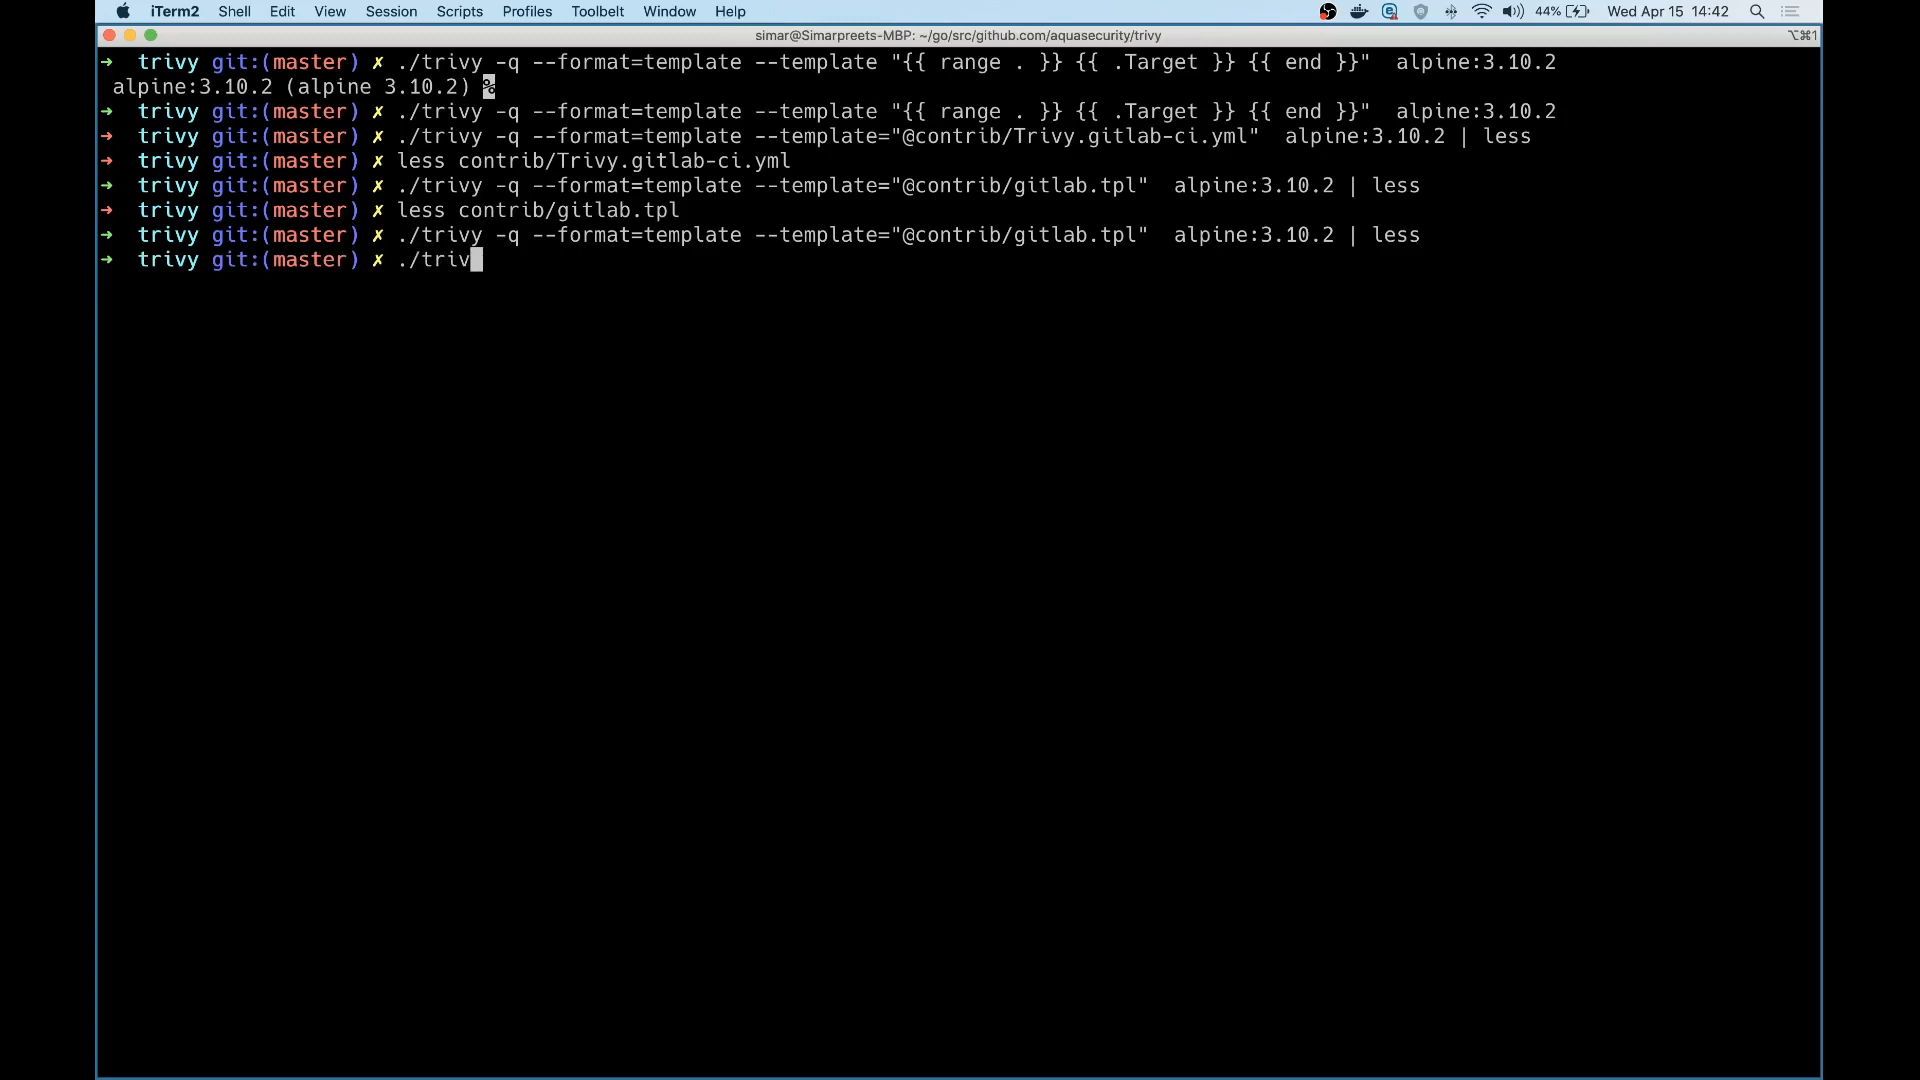 iTerm2 Shell Edit View Session Scripts Profiles Toolbelt Window Help 44% Wed Apr 15 14:42
simar@Simarpreets-MBP: ~/go/src/github.com/aquasecurity/trivy ⌥⌘1
➜ trivy git:(master) ✗ ./trivy -q --format=template --template "{{ range . }} {{ .Target }} {{ end }}" alpine:3.10.2
alpine:3.10.2 (alpine 3.10.2) %
➜ trivy git:(master) ✗ ./trivy -q --format=template --template "{{ range . }} {{ .Target }} {{ end }}" alpine:3.10.2
➜ trivy git:(master) ✗ ./trivy -q --format=template --template="@contrib/Trivy.gitlab-ci.yml" alpine:3.10.2 | less
➜ trivy git:(master) ✗ less contrib/Trivy.gitlab-ci.yml
➜ trivy git:(master) ✗ ./trivy -q --format=template --template="@contrib/gitlab.tpl" alpine:3.10.2 | less
➜ trivy git:(master) ✗ less contrib/gitlab.tpl
➜ trivy git:(master) ✗ ./trivy -q --format=template --template="@contrib/gitlab.tpl" alpine:3.10.2 | less
➜ trivy git:(master) ✗ ./triv